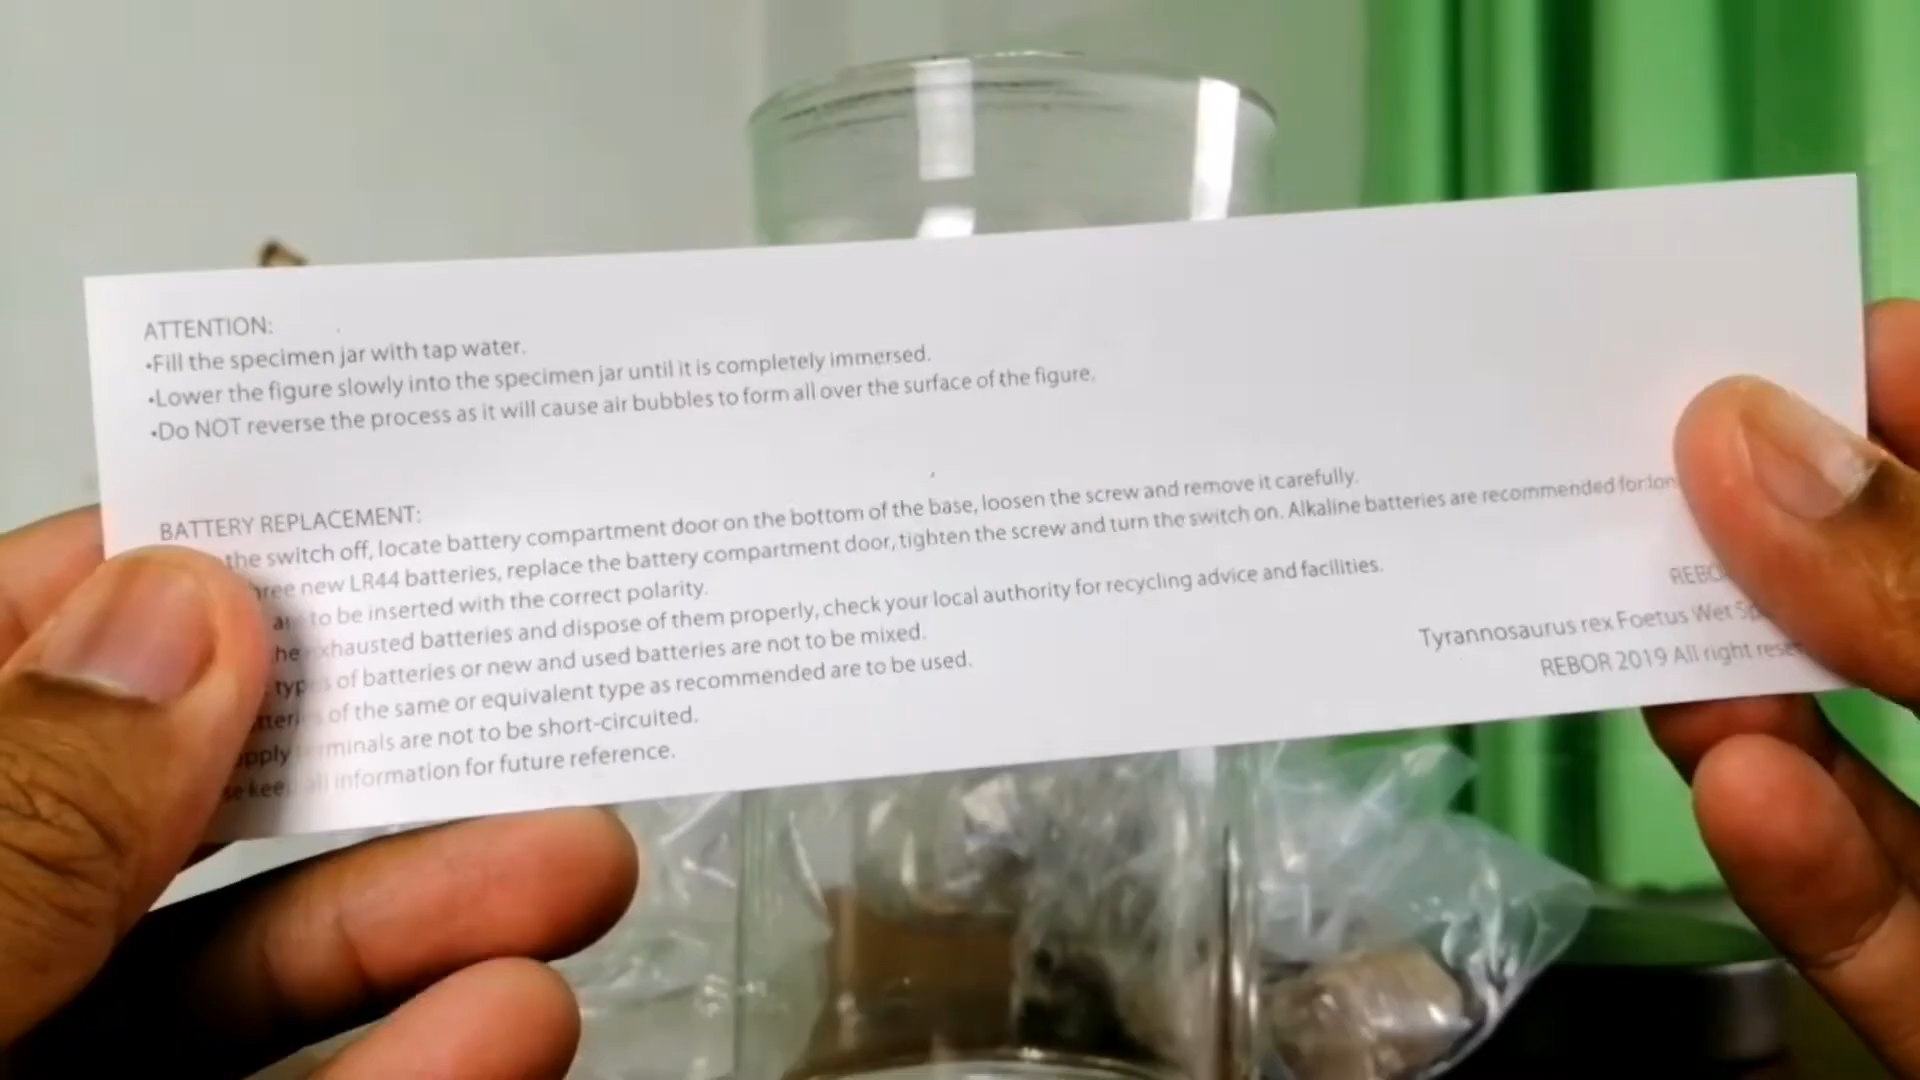 ATTENTION:
•Fill the specimen jar with tap water.
•Lower the figure slowly into the specimen jar until it is completely immersed.
•Do NOT reverse the process as it will cause air bubbles to form all over the surface of the figure.
BATTERY REPLACEMENT:
the switch off, locate battery compartment door on the bottom of the base, loosen the screw and remove it carefully.
new LR44 batteries, replace the battery compartment door, tighten the screw and turn the switch on. Alkaline batteries are recommended for
to be inserted with the correct polarity.
exhausted batteries and dispose of them properly, check your local authority for recycling advice and facilities.
types of batteries or new and used batteries are not to be mixed.
of the same or equivalent type as recommended are to be used.
terminals are not to be short-circuited.
all information for future reference.
REBOR
Tyrannosaurus rex Foetus Wet
REBOR 2019 All right